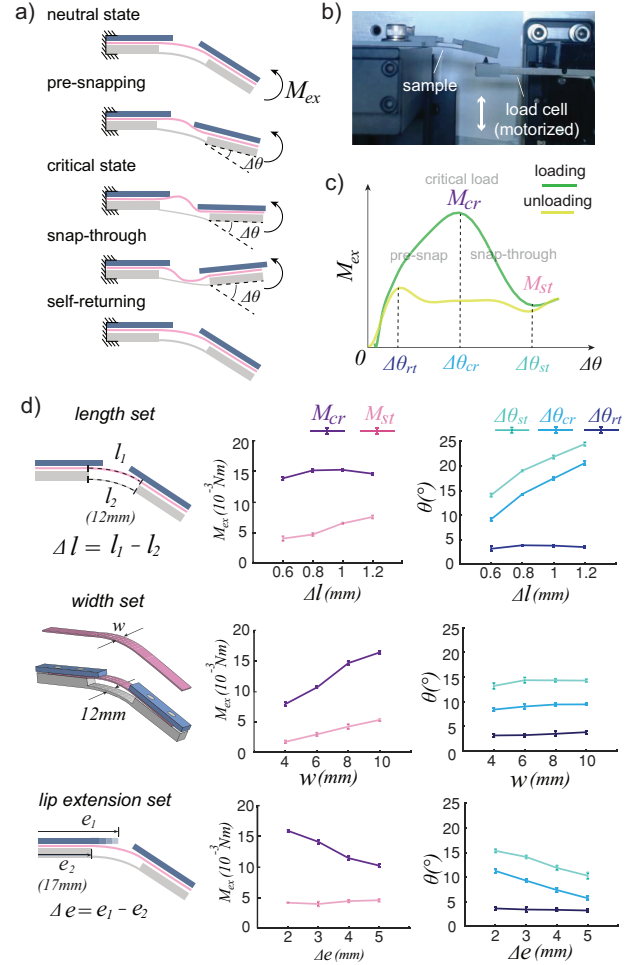 a)
neutral state
pre-snapping
M_ex
Δθ
critical state
Δθ
snap-through
Δθ
self-returning
b)
sample
load cell
(motorized)
c)
loading
unloading
critical load
M_cr
pre-snap
snap-through
M_st
M_ex
0
Δθ_rt
Δθ_cr
Δθ_st
Δθ
d)
length set
l_1
l_2
(12mm)
Δl = l_1 - l_2
M_cr
M_st
M_ex (10^-3 Nm)
20
15
10
5
0
0.6 0.8 1 1.2
Δl (mm)
Δθ_st Δθ_cr Δθ_rt
θ(°)
25
20
15
10
5
0
0.6 0.8 1 1.2
Δl (mm)
width set
w
12mm
M_ex (10^-3 Nm)
20
15
10
5
0
4 6 8 10
w (mm)
θ(°)
25
20
15
10
5
0
4 6 8 10
w (mm)
lip extension set
e_1
e_2
(17mm)
Δe = e_1 - e_2
M_ex (10^-3 Nm)
20
15
10
5
0
2 3 4 5
Δe (mm)
θ(°)
25
20
15
10
5
0
2 3 4 5
Δe (mm)